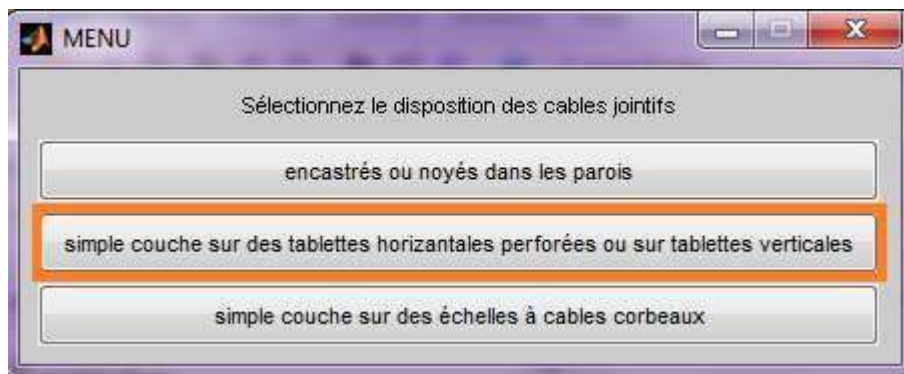 MENU
Sélectionnez le disposition des cables jointifs
encastrés ou noyés dans les parois
simple couche sur des tablettes horizantales perforées ou sur tablettes verticales
simple couche sur des échelles à cables corbeaux